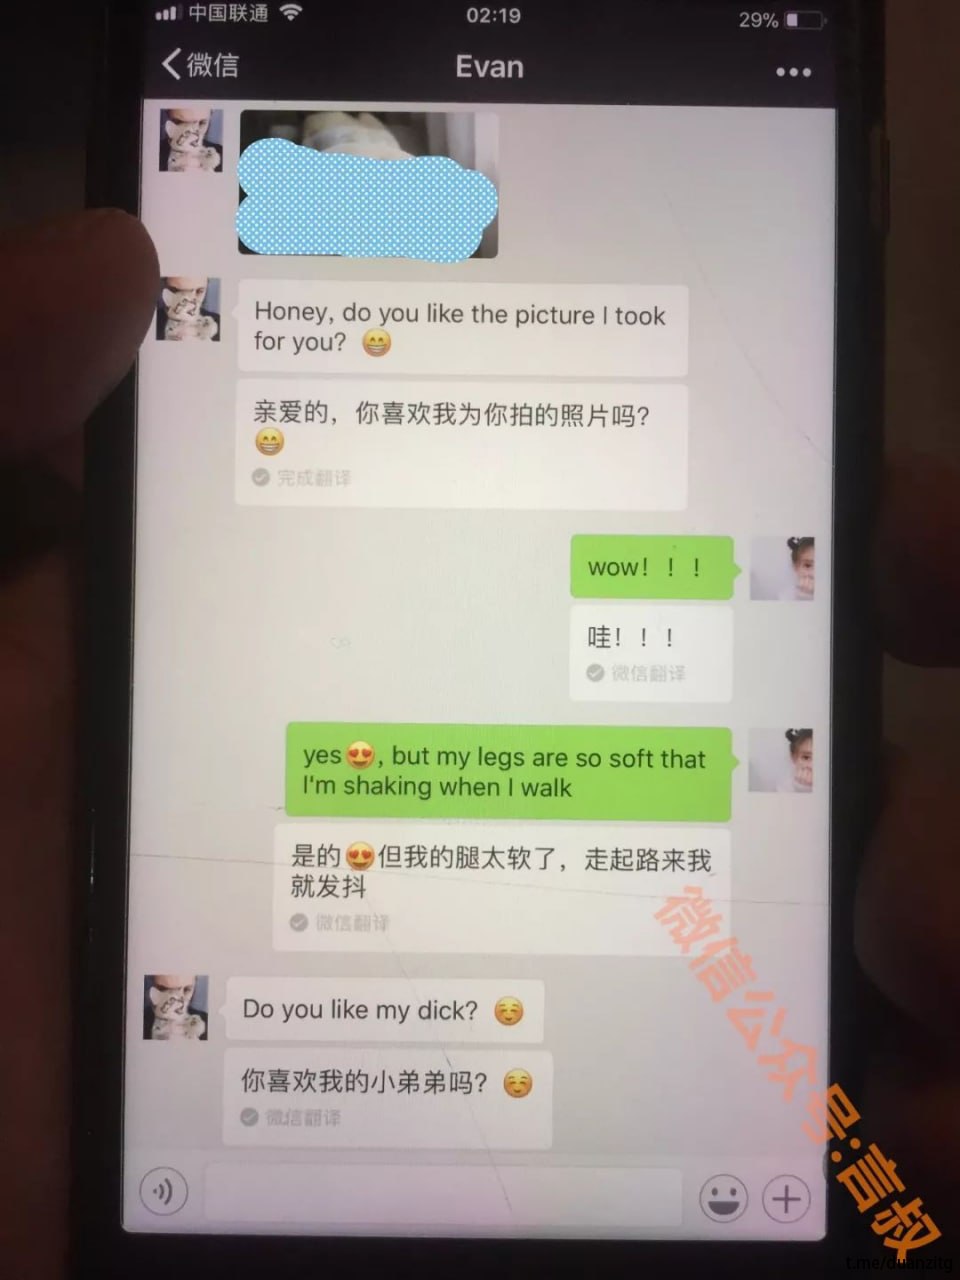 中国联通
02:19
29%
微信
Evan
Honey, do you like the picture I took
for you? 😁
亲爱的，你喜欢我为你拍的照片吗？
😁
完成翻译
wow！！！
哇！！！
微信翻译
yes😍, but my legs are so soft that
I'm shaking when I walk
是的😍但我的腿太软了，走起路来我
就发抖
微信翻译
Do you like my dick? ☺️
你喜欢我的小弟弟吗？ ☺️
微信翻译
微信公众号:言叔
t.me/duanzitg